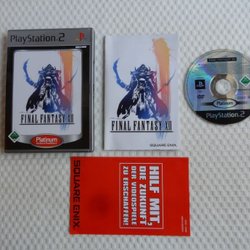 PlayStation 2
FINAL FANTASY XII
Platinum
FINAL FANTASY XII
SQUARE ENIX
PlayStation 2
SQUARE ENIX
HILF MIT,
DIE ZUKUNFT
DER VIDEOSPIELE
ZU ERSCHAFFEN!